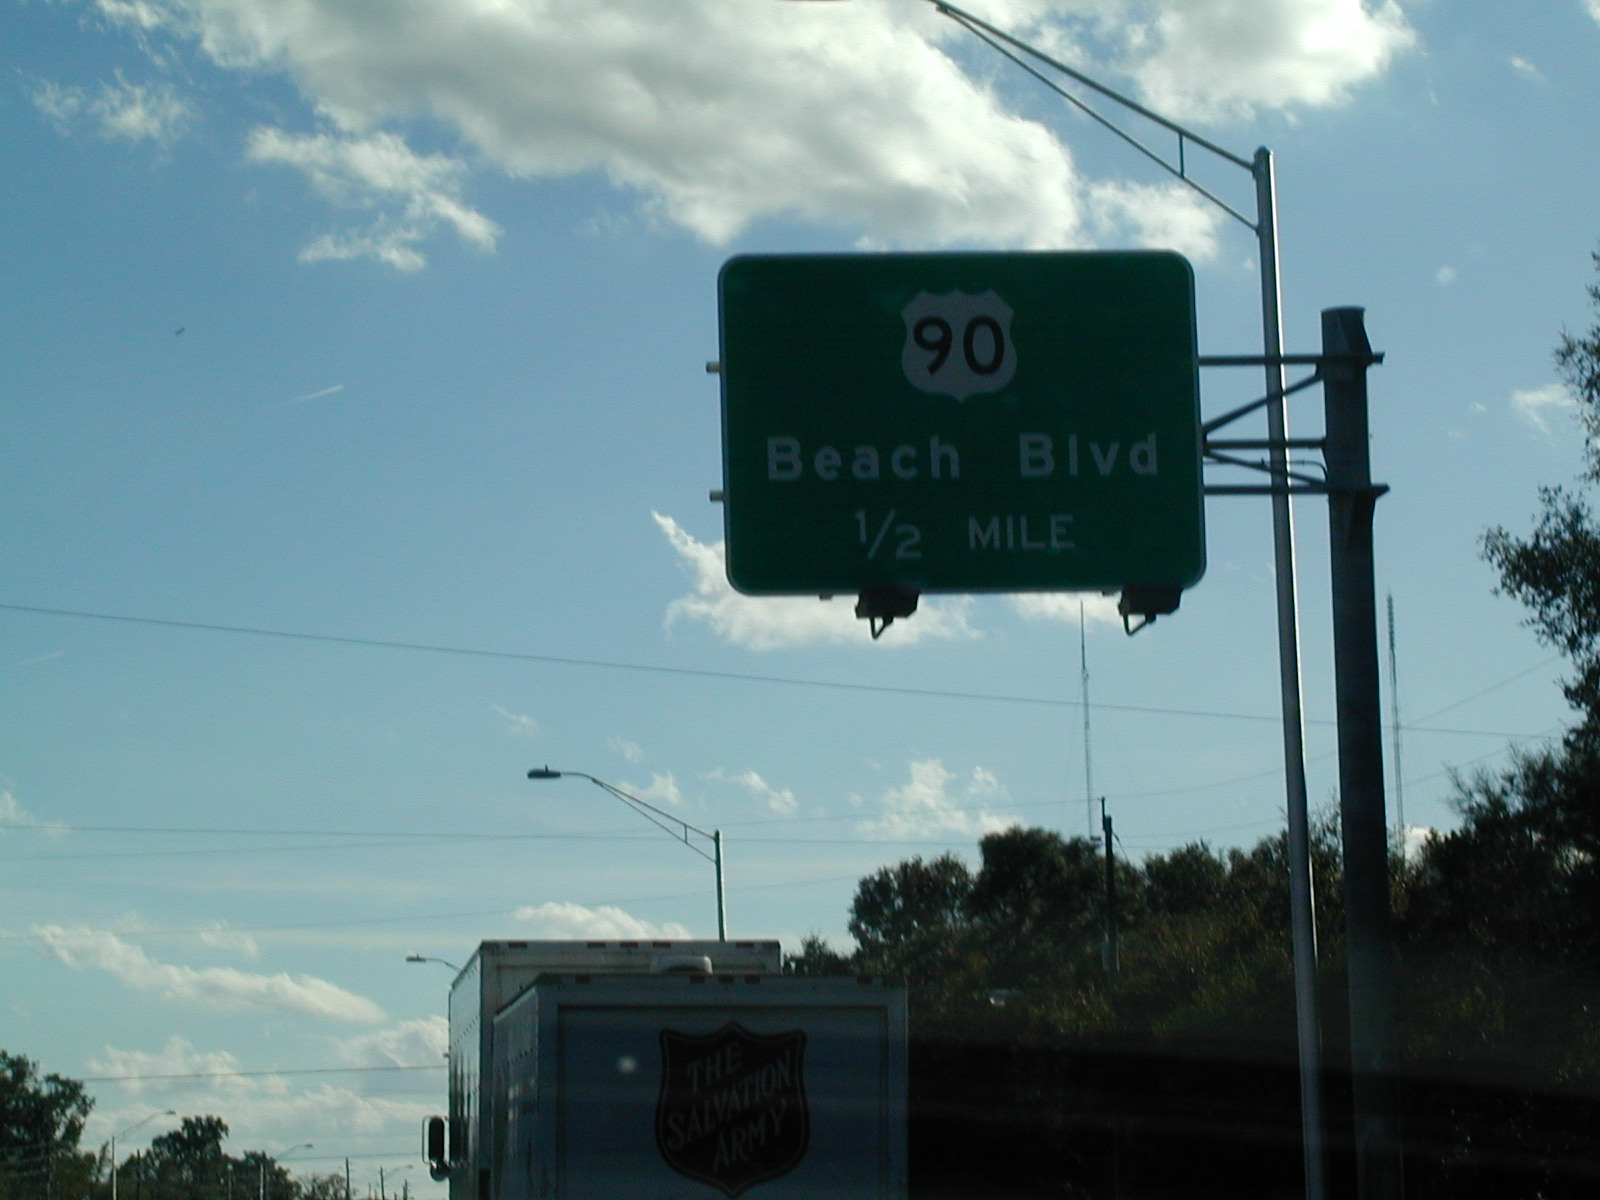 90
Beach Blvd
1/2 MILE
THE
SALVATION
ARMY